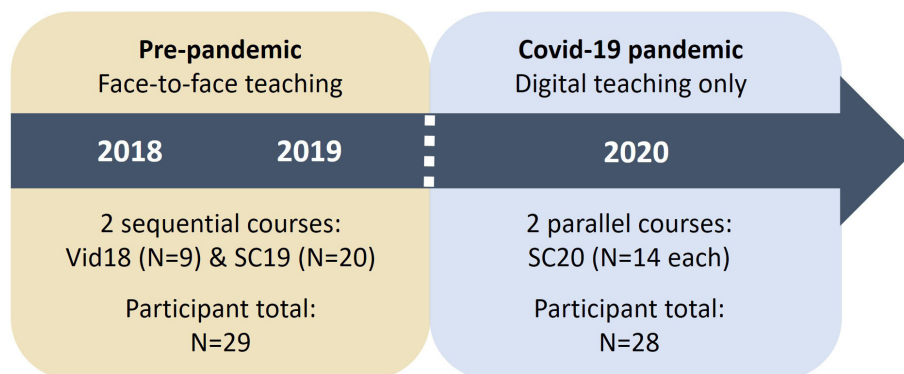 Pre-pandemic
Face-to-face teaching
Covid-19 pandemic
Digital teaching only
2018
2019
2020
2 sequential courses:
Vid18 (N=9) & SC19 (N=20)
Participant total:
N=29
2 parallel courses:
SC20 (N=14 each)
Participant total:
N=28